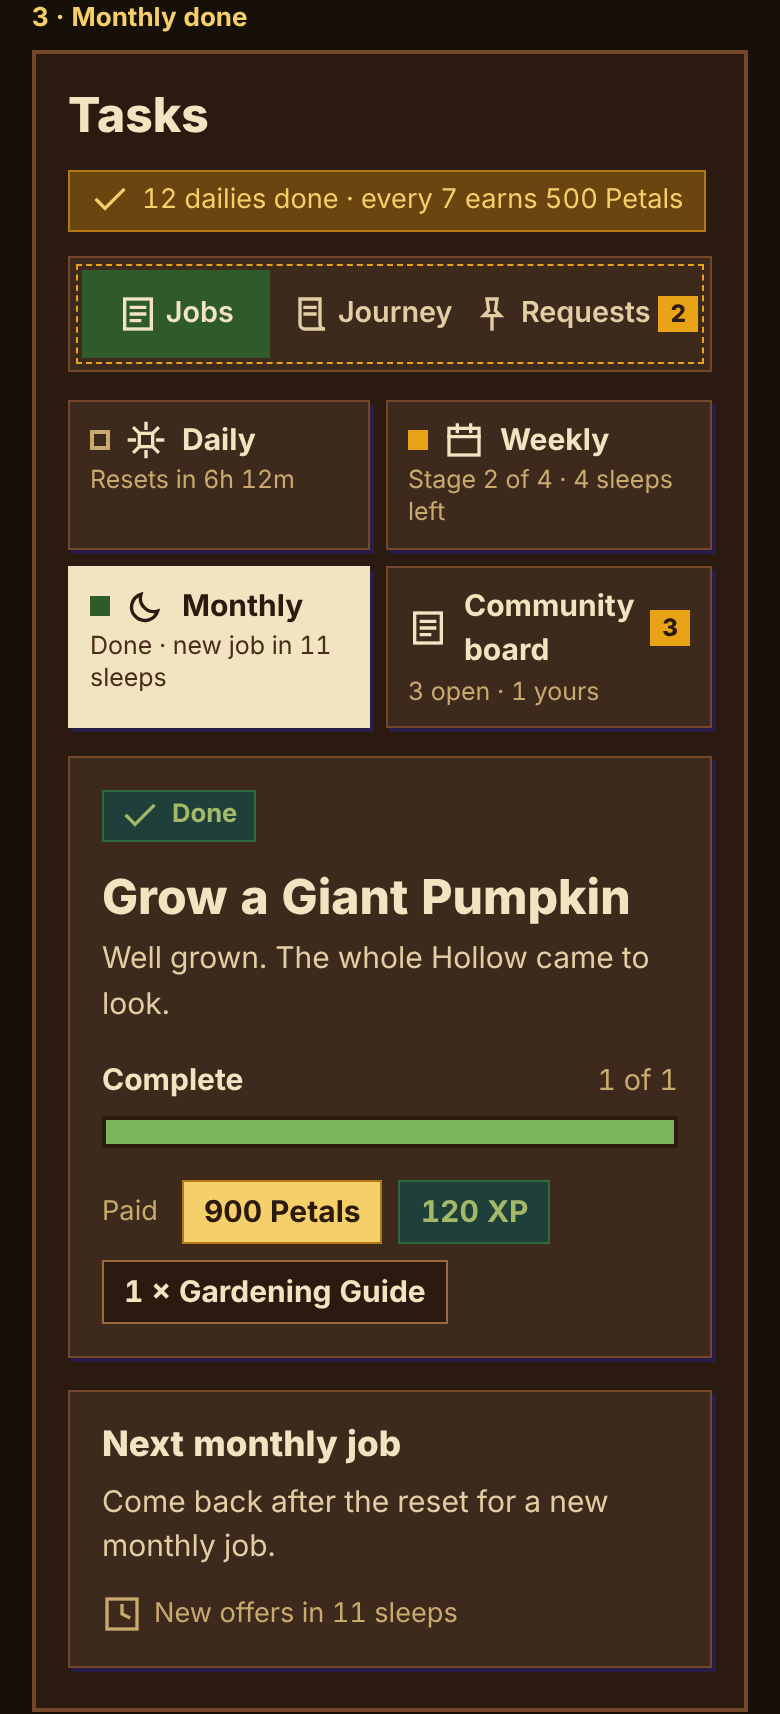 3 · Monthly done
Tasks
12 dailies done · every 7 earns 500 Petals
Jobs
Journey
Requests 2
Daily
Resets in 6h 12m
Weekly
Stage 2 of 4 · 4 sleeps
left
Monthly
Done · new job in 11
sleeps
Community
board
3
3 open · 1 yours
Done
Grow a Giant Pumpkin
Well grown. The whole Hollow came to
look.
Complete 1 of 1
Paid 900 Petals 120 XP
1 × Gardening Guide
Next monthly job
Come back after the reset for a new
monthly job.
New offers in 11 sleeps